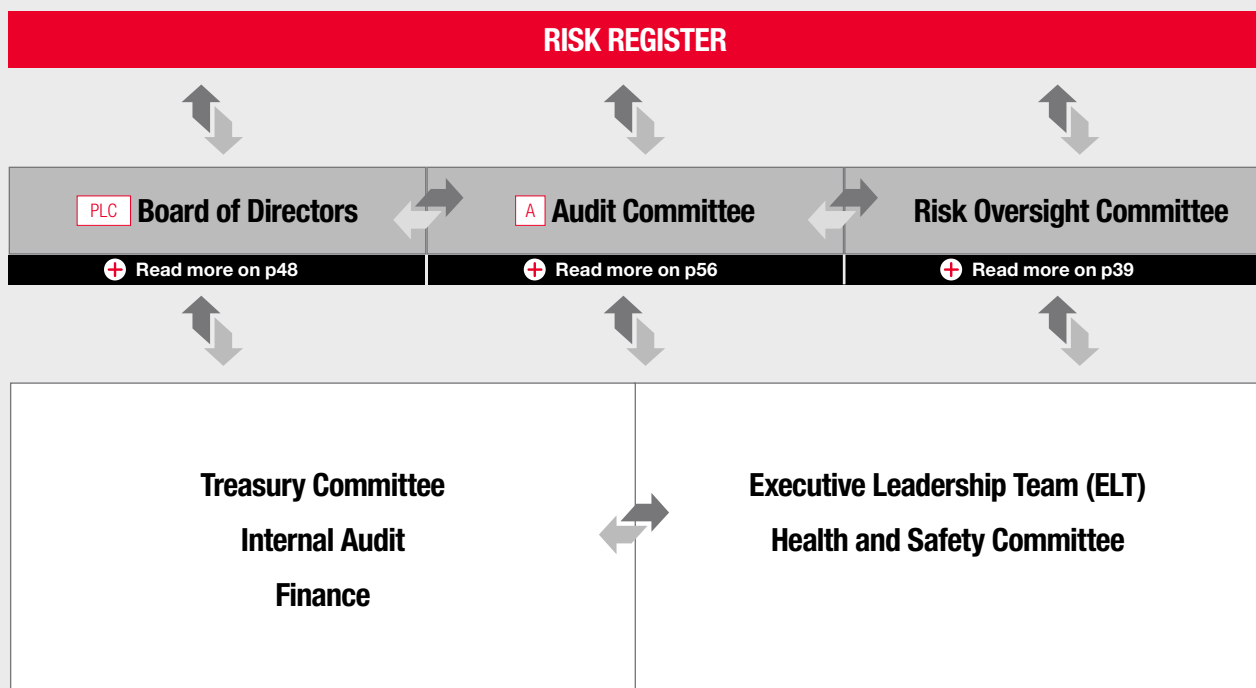 RISK REGISTER
PLC Board of Directors
A Audit Committee
Risk Oversight Committee
Read more on p48
Read more on p56
Read more on p39
Treasury Committee
Internal Audit
Finance
Executive Leadership Team (ELT)
Health and Safety Committee